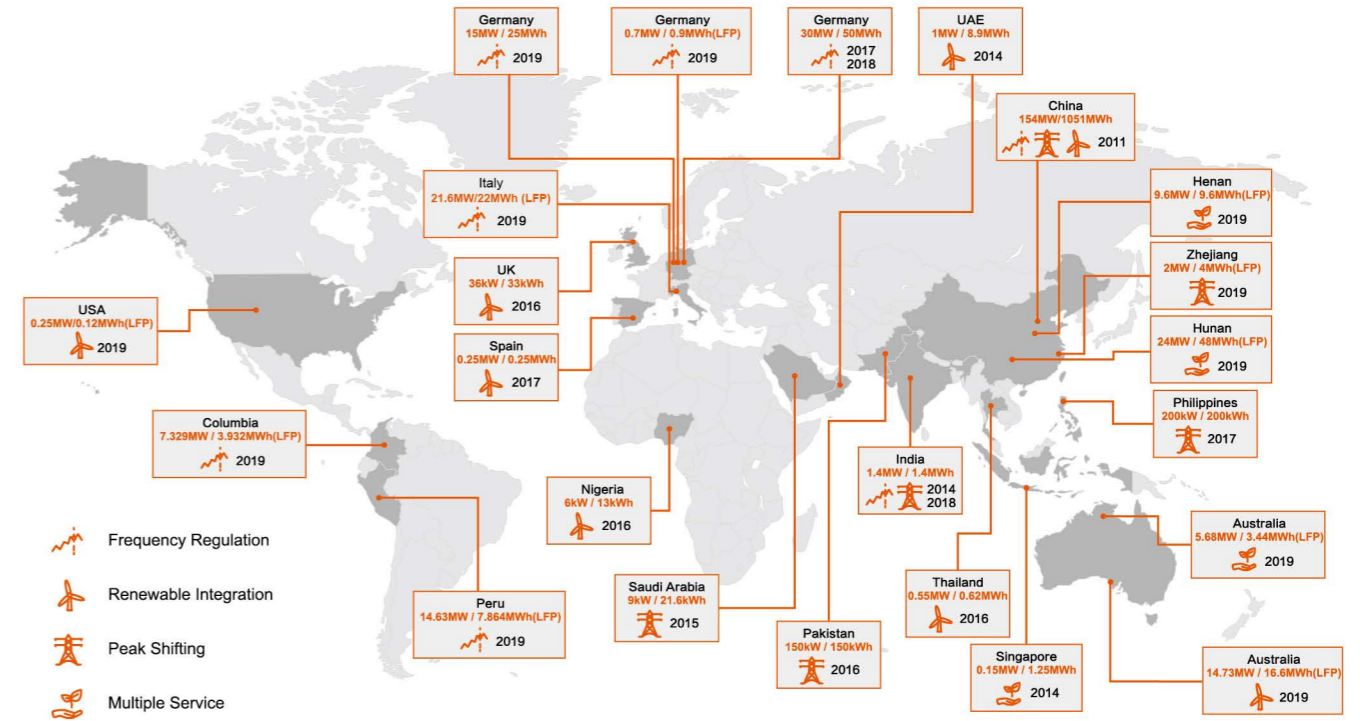 Germany
15MW / 25MWh
2019
Germany
0.7MW / 0.9MWh(LFP)
2019
Germany
30MW / 50MWh
2017
2018
UAE
1MW / 8.9MWh
2014
China
154MW/1051MWh
2011
Italy
21.6MW/22MWh (LFP)
2019
Henan
9.6MW / 9.6MWh(LFP)
2019
UK
36kW / 33kWh
2016
Zhejiang
2MW / 4MWh(LFP)
2019
USA
0.25MW/0.12MWh(LFP)
2019
Spain
0.25MW / 0.25MWh
2017
Hunan
24MW / 48MWh(LFP)
2019
Columbia
7.329MW / 3.932MWh(LFP)
2019
Philippines
200kW / 200kWh
2017
Nigeria
6kW / 13kWh
2016
India
1.4MW / 1.4MWh
2014
2018
Australia
5.68MW / 3.44MWh(LFP)
2019
Saudi Arabia
9kW / 21.6kWh
2015
Thailand
0.55MW / 0.62MWh
2016
Peru
14.63MW / 7.864MWh(LFP)
2019
Pakistan
150kW / 150kWh
2016
Singapore
0.15MW / 1.25MWh
2014
Australia
14.73MW / 16.6MWh(LFP)
2019
Frequency Regulation
Renewable Integration
Peak Shifting
Multiple Service